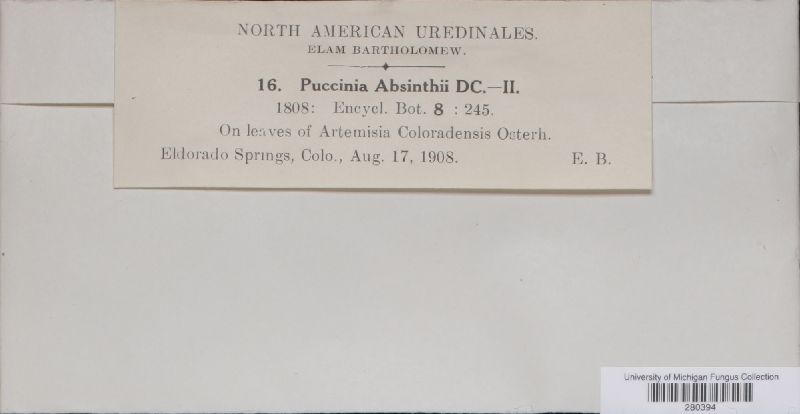 NORTH AMERICAN UREDINALES.
ELAM BARTHOLOMEW.
16. Puccinia Absinthii DC.—II.
1808: Encycl. Bot. 8 : 245.
On leaves of Artemisia Coloradensis Osterh.
Eldorado Springs, Colo., Aug. 17, 1908. E. B.
University of Michigan Fungus Collection
280394